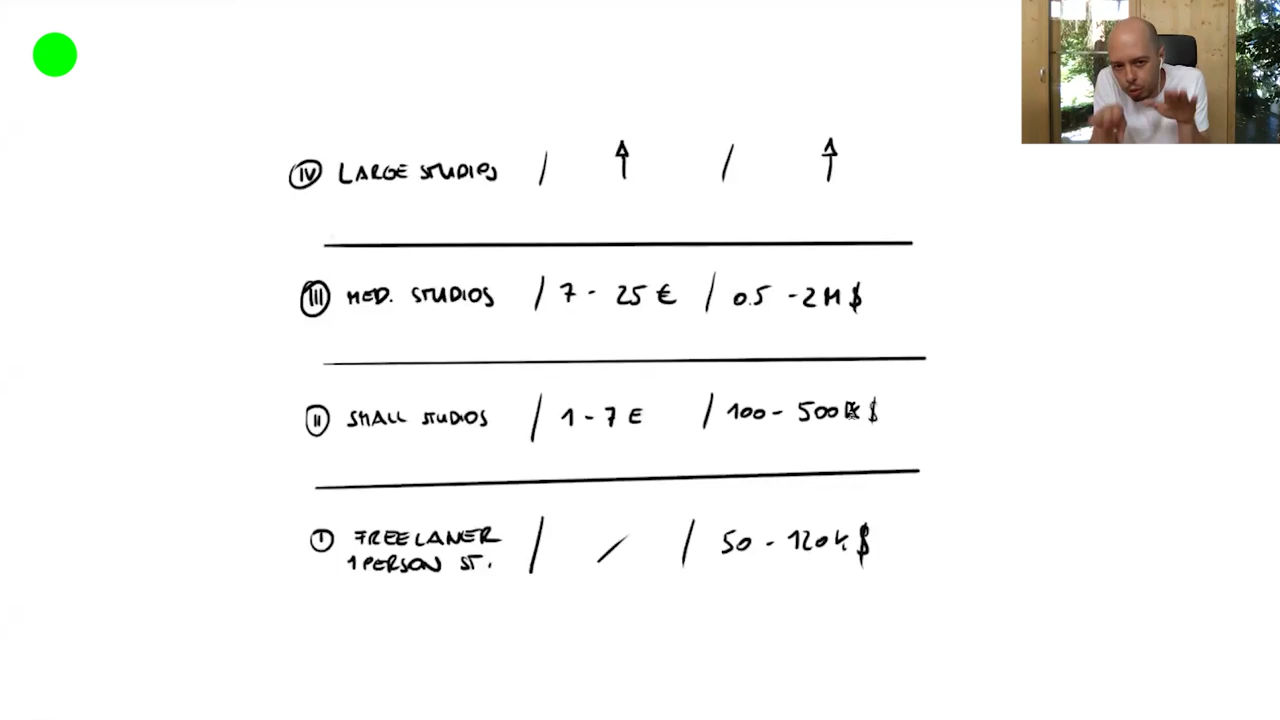 IV LARGE STUDIOS / ↑ / ↑
III MED. STUDIOS / 7 - 25 € / 0.5 - 2 M $
II SMALL STUDIOS / 1 - 7 E / 100 - 500 K $
I FREELANER / / / 50 - 120 K $
1 PERSON ST.